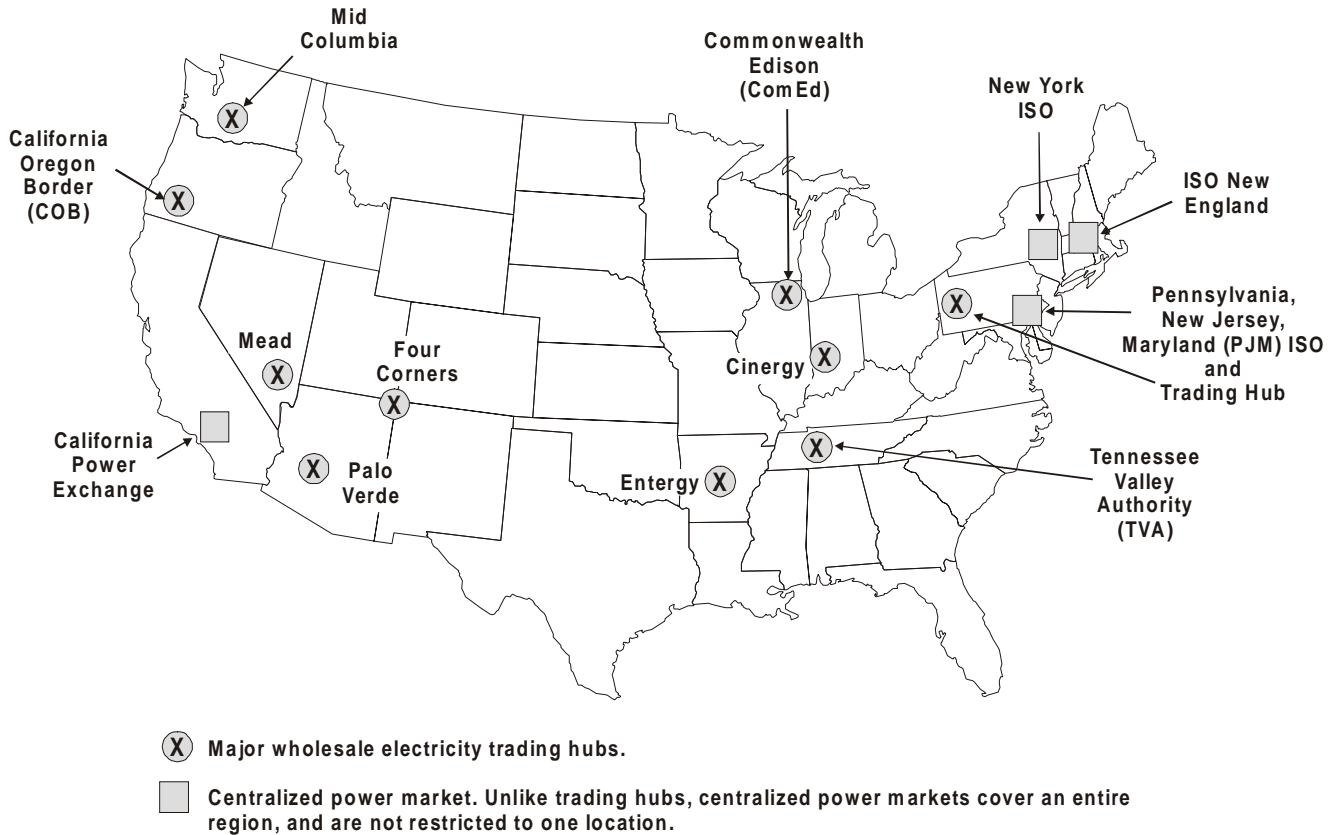 Mid
Columbia
Commonwealth
Edison
(ComEd)
New York
ISO
California
Oregon
Border
(COB)
ISO New
England
X
X
X
X
Pennsylvania,
New Jersey,
Maryland (PJM) ISO
and
Trading Hub
Mead
X
Four
Corners
X
Cinergy X
California
Power
Exchange
X Palo
Verde
Entergy X
X
Tennessee
Valley
Authority
(TVA)
X Major wholesale electricity trading hubs.
Centralized power market. Unlike trading hubs, centralized power markets cover an entire
region, and are not restricted to one location.